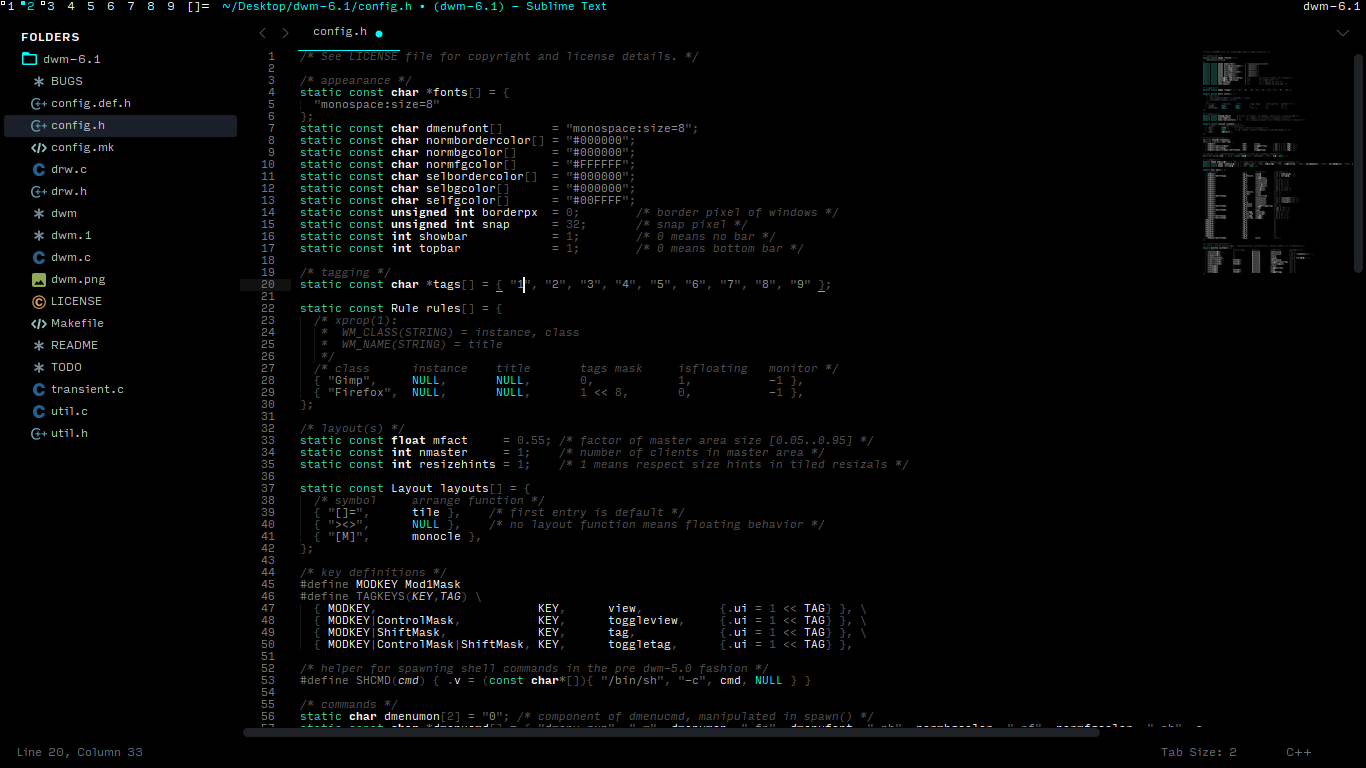 1 2 3 4 5 6 7 8 9 []= ~/Desktop/dwm-6.1/config.h • (dwm-6.1) - Sublime Text dwm-6.1
FOLDERS
dwm-6.1
BUGS
config.def.h
config.h
config.mk
drw.c
drw.h
dwm
dwm.1
dwm.c
dwm.png
LICENSE
Makefile
README
TODO
transient.c
util.c
util.h
config.h
1 /* See LICENSE file for copyright and license details. */
2
3 /* appearance */
4 static const char *fonts[] = {
5   "monospace:size=8"
6 };
7 static const char dmenufont[]       = "monospace:size=8";
8 static const char normbordercolor[] = "#000000";
9 static const char normbgcolor[]     = "#000000";
10 static const char normfgcolor[]     = "#FFFFFF";
11 static const char selbordercolor[]  = "#000000";
12 static const char selbgcolor[]      = "#000000";
13 static const char selfgcolor[]      = "#00FFFF";
14 static const unsigned int borderpx  = 0;        /* border pixel of windows */
15 static const unsigned int snap      = 32;       /* snap pixel */
16 static const int showbar            = 1;        /* 0 means no bar */
17 static const int topbar             = 1;        /* 0 means bottom bar */
18
19 /* tagging */
20 static const char *tags[] = { "1", "2", "3", "4", "5", "6", "7", "8", "9" };
21
22 static const Rule rules[] = {
23   /* xprop(1):
24    *  WM_CLASS(STRING) = instance, class
25    *  WM_NAME(STRING) = title
26    */
27   /* class      instance    title       tags mask     isfloating   monitor */
28   { "Gimp",     NULL,       NULL,       0,            1,           -1 },
29   { "Firefox",  NULL,       NULL,       1 << 8,       0,           -1 },
30 };
31
32 /* layout(s) */
33 static const float mfact     = 0.55; /* factor of master area size [0.05..0.95] */
34 static const int nmaster     = 1;    /* number of clients in master area */
35 static const int resizehints = 1;    /* 1 means respect size hints in tiled resizals */
36
37 static const Layout layouts[] = {
38   /* symbol     arrange function */
39   { "[]=",      tile },    /* first entry is default */
40   { "><>",      NULL },    /* no layout function means floating behavior */
41   { "[M]",      monocle },
42 };
43
44 /* key definitions */
45 #define MODKEY Mod1Mask
46 #define TAGKEYS(KEY,TAG) \
47   { MODKEY,                       KEY,      view,           {.ui = 1 << TAG} }, \
48   { MODKEY|ControlMask,           KEY,      toggleview,     {.ui = 1 << TAG} }, \
49   { MODKEY|ShiftMask,             KEY,      tag,            {.ui = 1 << TAG} }, \
50   { MODKEY|ControlMask|ShiftMask, KEY,      toggletag,      {.ui = 1 << TAG} },
51
52 /* helper for spawning shell commands in the pre dwm-5.0 fashion */
53 #define SHCMD(cmd) { .v = (const char*[]){ "/bin/sh", "-c", cmd, NULL } }
54
55 /* commands */
56 static char dmenumon[2] = "0"; /* component of dmenucmd, manipulated in spawn() */
Line 20, Column 33
Tab Size: 2
C++